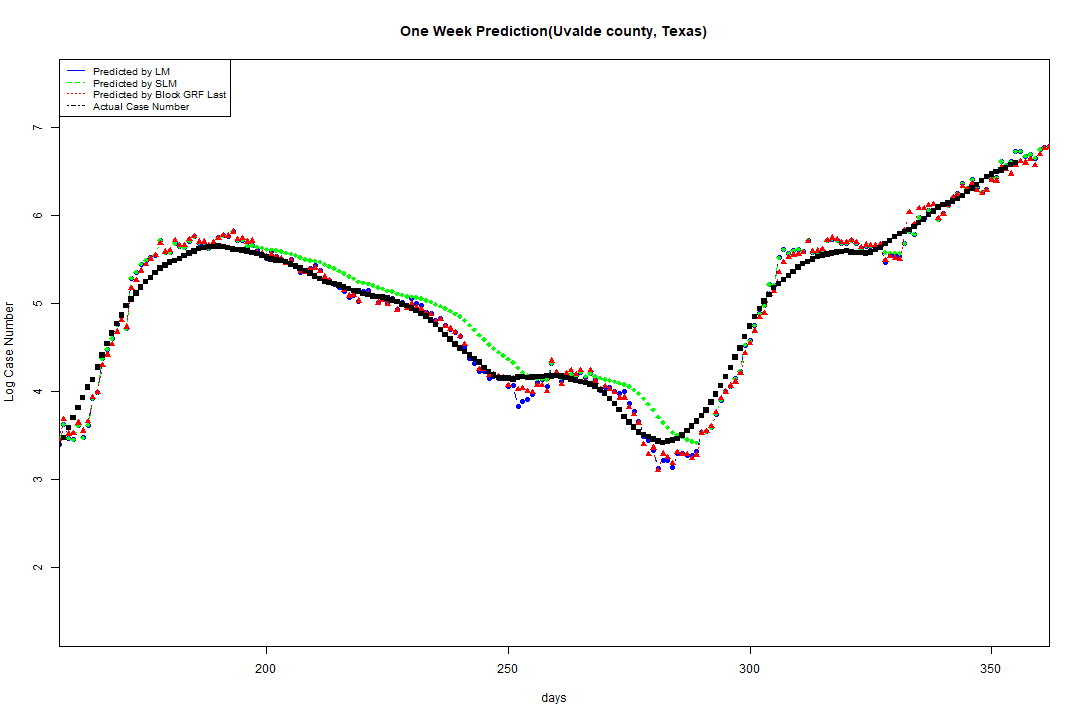 One Week Prediction(Uvalde county, Texas)
Predicted by LM
Predicted by SLM
Predicted by Block GRF Last
Actual Case Number
Log Case Number
7
6
5
4
3
2
200 250 300 350
days